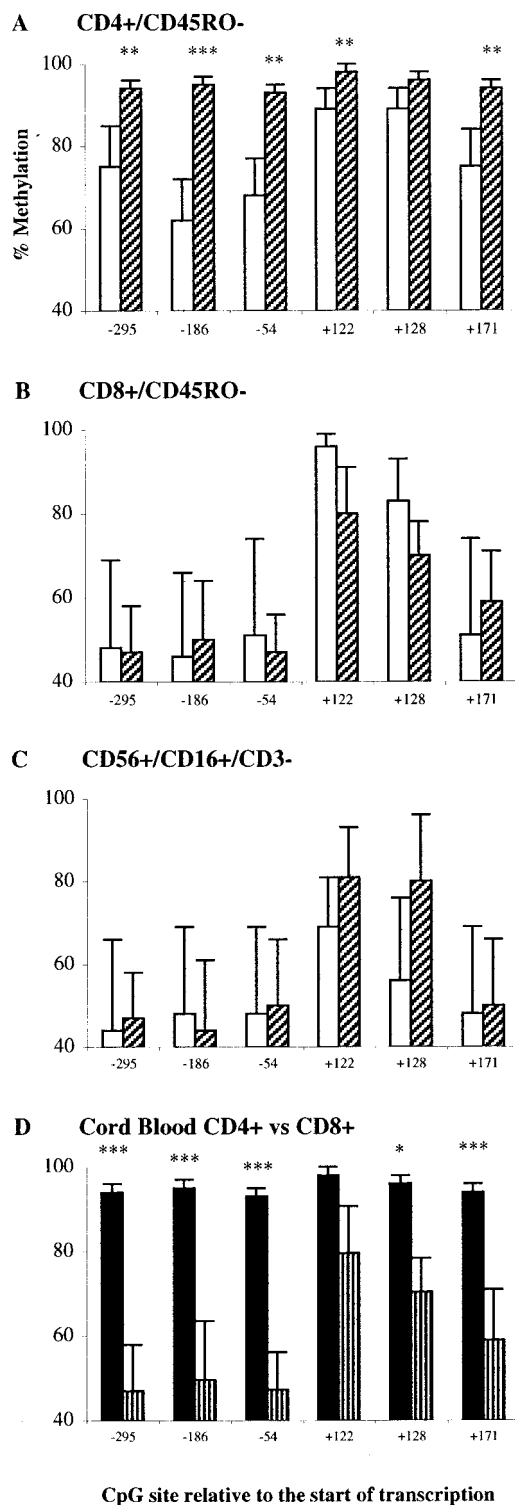 A CD4+/CD45RO-
** *** ** ** **
% Methylation
100
80
60
40
-295 -186 -54 +122 +128 +171
B CD8+/CD45RO-
100
80
60
40
-295 -186 -54 +122 +128 +171
C CD56+/CD16+/CD3-
100
80
60
40
-295 -186 -54 +122 +128 +171
D Cord Blood CD4+ vs CD8+
*** *** *** * ***
100
80
60
40
-295 -186 -54 +122 +128 +171
CpG site relative to the start of transcription